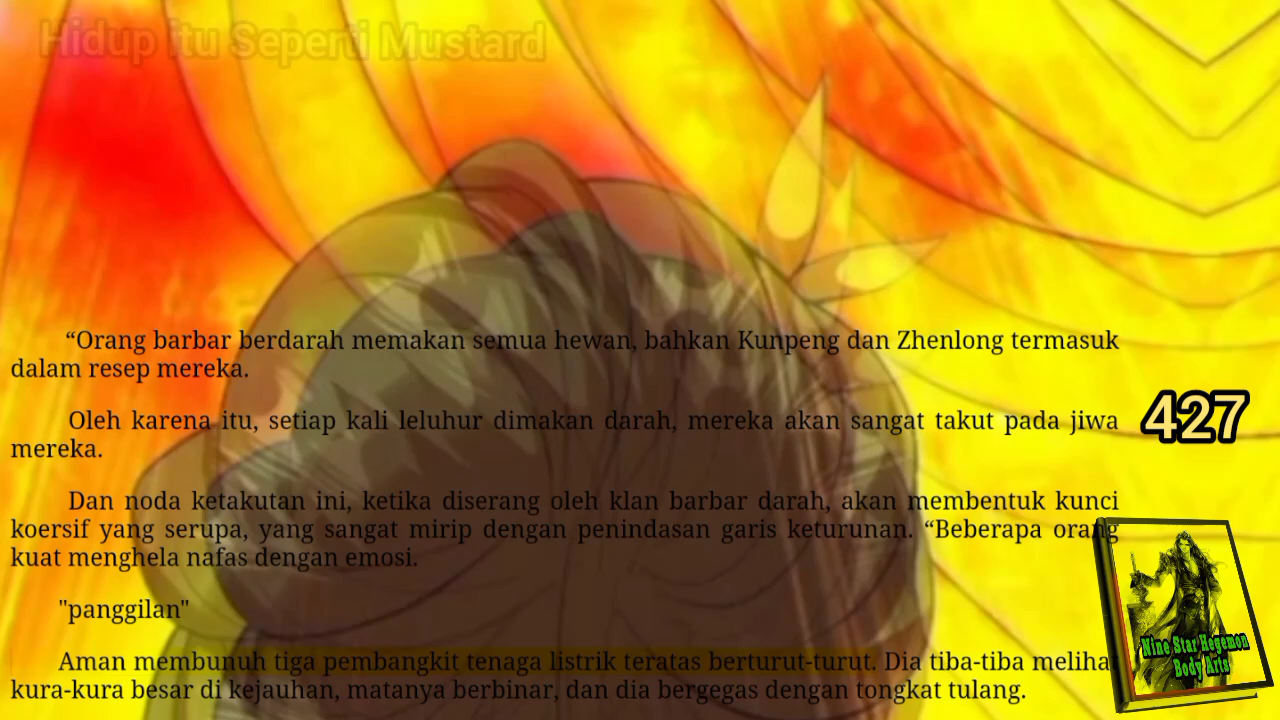 Hidup itu Seperti Mustard
“Orang barbar berdarah memakan semua hewan, bahkan Kunpeng dan Zhenlong termasuk
dalam resep mereka.
Oleh karena itu, setiap kali leluhur dimakan darah, mereka akan sangat takut pada jiwa
mereka.
427
Dan noda ketakutan ini, ketika diserang oleh klan barbar darah, akan membentuk kunci
koersif yang serupa, yang sangat mirip dengan penindasan garis keturunan. “Beberapa orang
kuat menghela nafas dengan emosi.
"panggilan"
Aman membunuh tiga pembangkit tenaga listrik teratas berturut-turut. Dia tiba-tiba melihat
kura-kura besar di kejauhan, matanya berbinar, dan dia bergegas dengan tongkat tulang.
Nine Star Hegemon
Body Arts